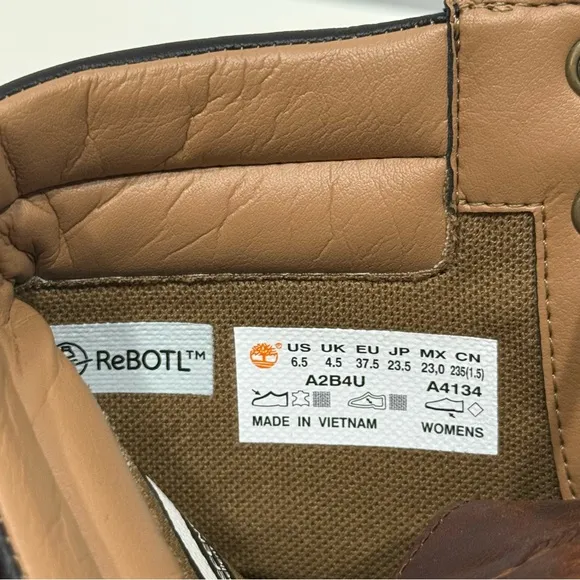 ReBOTL™
US UK EU JP MX CN
6.5 4.5 37.5 23.5 23,0 235(1.5)
A2B4U A4134
MADE IN VIETNAM WOMENS